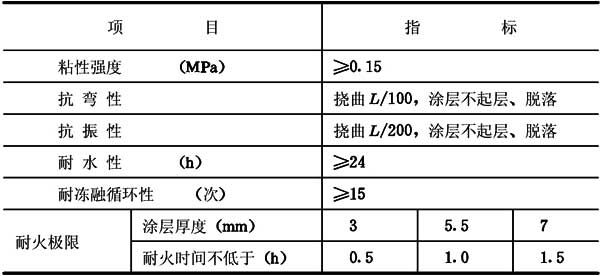 项 目 指 标
粘性强度 (MPa) ≥0.15
抗 弯 性 挠曲 L/100，涂层不起层、脱落
抗 振 性 挠曲 L/200，涂层不起层、脱落
耐 水 性 (h) ≥24
耐冻融循环性 (次) ≥15
耐火极限 涂层厚度 (mm) 3 5.5 7
耐火时间不低于 (h) 0.5 1.0 1.5